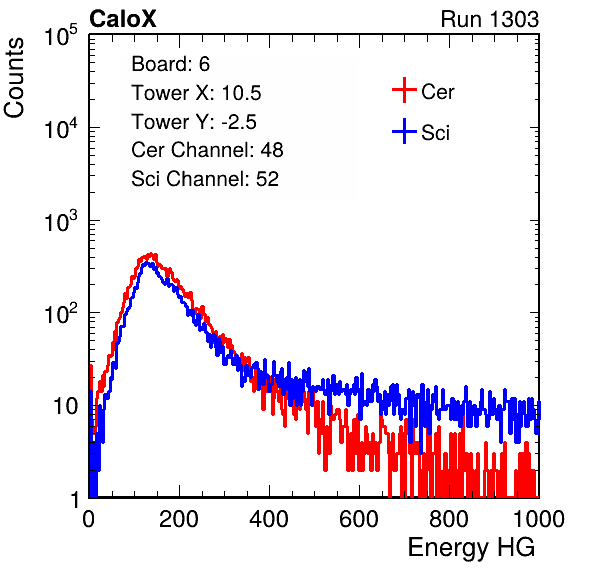 CaloX Run 1303
Counts
Board: 6
Tower X: 10.5
Tower Y: -2.5
Cer Channel: 48
Sci Channel: 52
Cer
Sci
10^5
10^4
10^3
10^2
10
1
0 200 400 600 800 1000
Energy HG